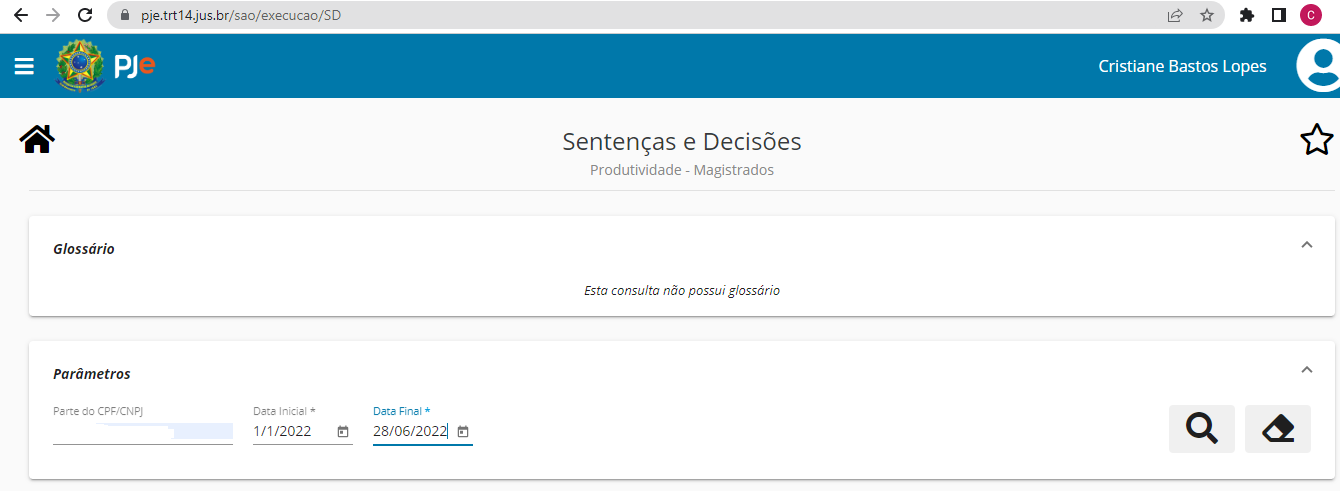 pje.trt14.jus.br/sao/execucao/SD
C
PJe
Cristiane Bastos Lopes
Sentenças e Decisões
Produtividade - Magistrados
Glossário
Esta consulta não possui glossário
Parâmetros
Parte do CPF/CNPJ Data Inicial * Data Final *
1/1/2022 28/06/2022